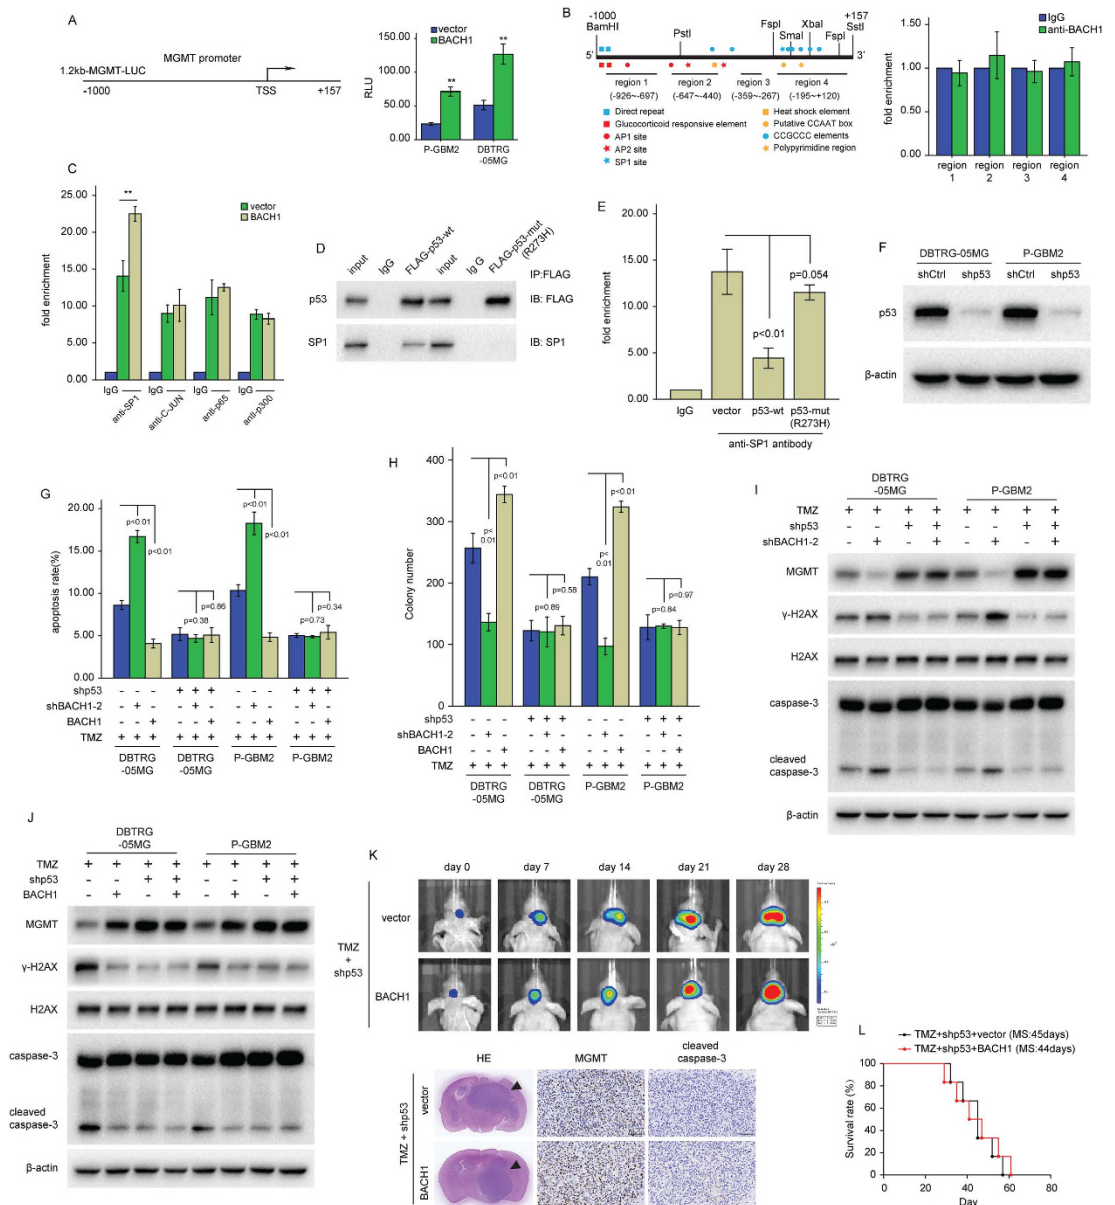 A
MGMT promoter
1.2kb-MGMT-LUC
-1000
TSS
+157
vector
BACH1
RLU
150.00
100.00
50.00
0.00
**
**
P-GBM2
DBTRG
-05MG
B
-1000
BamHI
PstI
FspI
SmaI
XbaI
FspI
+157
SstI
5'
3'
region 1
region 2
region 3
region 4
(-926~-697)
(-647~-440)
(-359~-267)
(-195~+120)
Direct repeat
Glucocorticoid responsive element
AP1 site
AP2 site
SP1 site
Heat shock element
Putative CCAAT box
CCGCCC elements
Polypyrimidine region
IgG
anti-BACH1
fold enrichment
1.50
1.00
0.50
0.00
region
1
region
2
region
3
region
4
C
vector
BACH1
fold enrichment
25.00
20.00
15.00
10.00
5.00
0.00
**
IgG
IgG
IgG
IgG
anti-SP1
anti-C-JUN
anti-p65
anti-p300
D
input
IgG
FLAG-p53-wt
input
Ig G
FLAG-p53-mut
(R273H)
IP:FLAG
p53
IB: FLAG
SP1
IB: SP1
E
fold enrichment
20.00
15.00
10.00
5.00
0.00
p<0.01
p=0.054
IgG
vector
p53-wt
p53-mut
(R273H)
anti-SP1 antibody
F
DBTRG-05MG
P-GBM2
shCtrl
shp53
shCtrl
shp53
p53
β-actin
G
apoptosis rate(%)
20.00
15.00
10.00
5.00
0.00
p<0.01
p<0.01
p=0.86
p=0.38
p<0.01
p<0.01
p=0.34
p=0.73
shp53 - - - + + + - - - + + +
shBACH1-2 - + - - + - - + - - + -
BACH1 - - + - - + - - + - - +
TMZ + + + + + + + + + + + +
DBTRG
-05MG
DBTRG
-05MG
P-GBM2
P-GBM2
H
Colony number
400
300
200
100
0
p<0.01
p<
0.01
p=0.58
p=0.89
p<0.01
p<
0.01
p=0.97
p=0.84
shp53 - - - + + + - - - + + +
shBACH1-2 - + - - + - - + - - + -
BACH1 - - + - - + - - + - - +
TMZ + + + + + + + + + + + +
DBTRG
-05MG
DBTRG
-05MG
P-GBM2
P-GBM2
I
DBTRG
-05MG
P-GBM2
TMZ + + + + + + + +
shp53 - - + + - - + +
shBACH1-2 - + - + - + - +
MGMT
γ-H2AX
H2AX
caspase-3
cleaved
caspase-3
β-actin
J
DBTRG
-05MG
P-GBM2
TMZ + + + + + + + +
shp53 - - + + - - + +
BACH1 - + - + - + - +
MGMT
γ-H2AX
H2AX
caspase-3
cleaved
caspase-3
β-actin
K
day 0
day 7
day 14
day 21
day 28
TMZ
+
shp53
vector
BACH1
HE
MGMT
cleaved
caspase-3
TMZ + shp53
vector
BACH1
L
TMZ+shp53+vector (MS:45days)
TMZ+shp53+BACH1 (MS:44days)
Survival rate (%)
100
80
60
40
20
0
0
20
40
60
80
Day